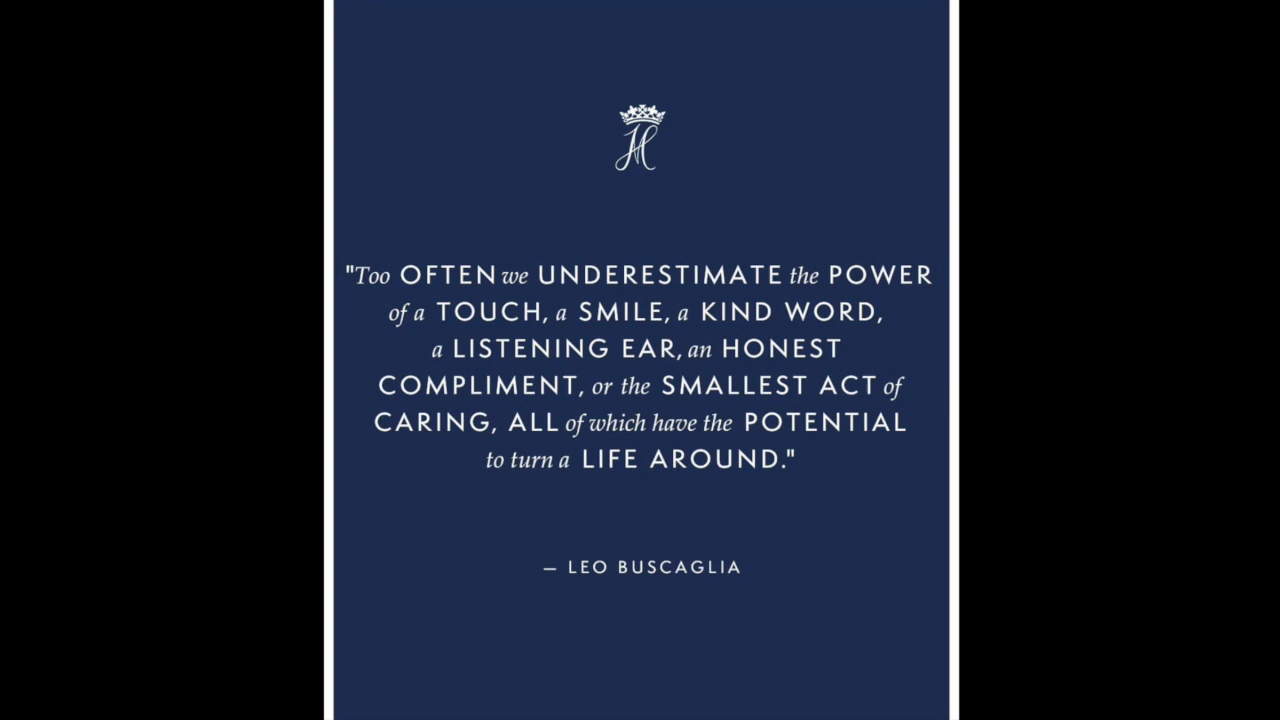 "Too OFTEN we UNDERESTIMATE the POWER
of a TOUCH, a SMILE, a KIND WORD,
a LISTENING EAR, an HONEST
COMPLIMENT, or the SMALLEST ACT of
CARING, ALL of which have the POTENTIAL
to turn a LIFE AROUND."
— LEO BUSCAGLIA